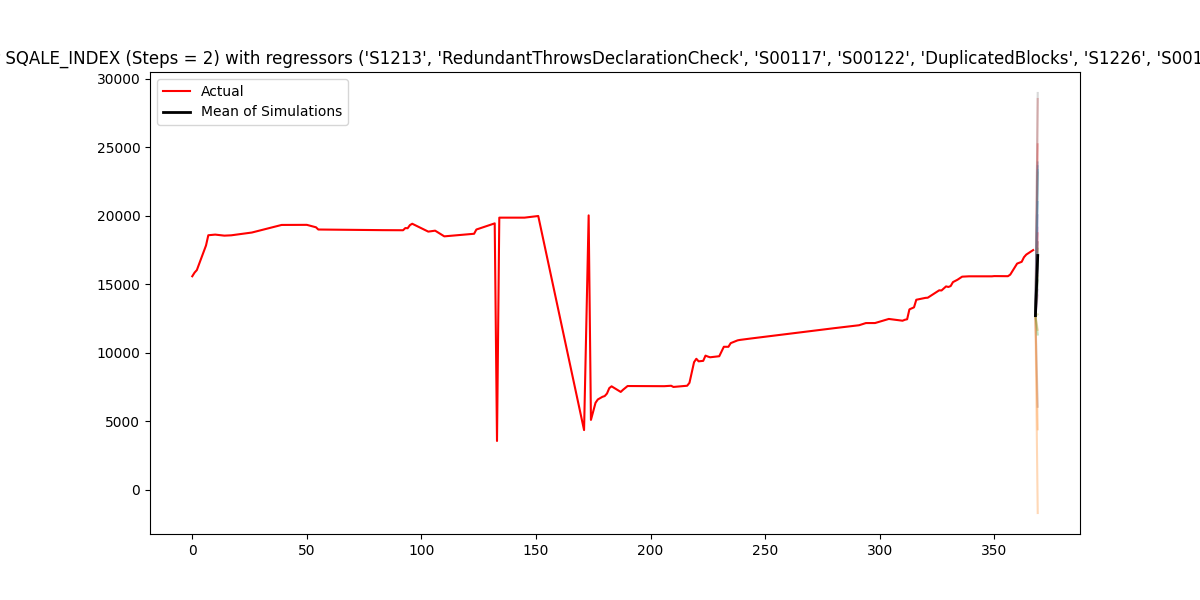 SQALE_INDEX (Steps = 2) with regressors ('S1213', 'RedundantThrowsDeclarationCheck', 'S00117', 'S00122', 'DuplicatedBlocks', 'S1226', 'S001
30000
Actual
Mean of Simulations
25000
20000
15000
10000
5000
0
0 50 100 150 200 250 300 350